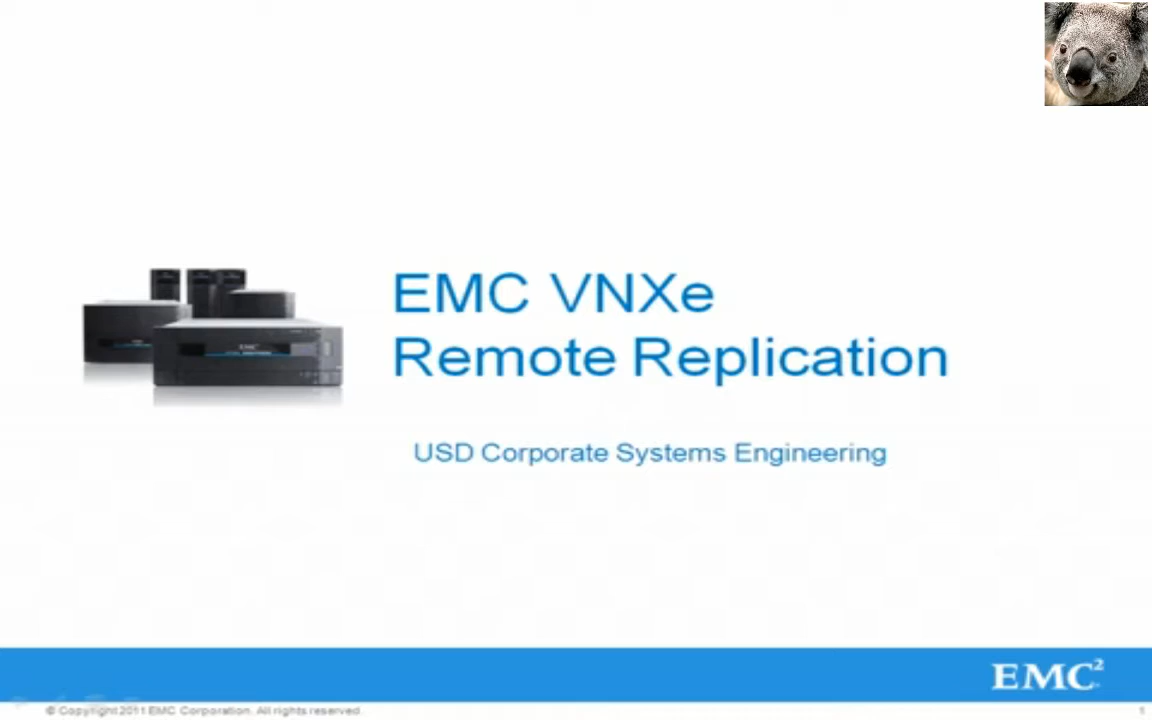 EMC VNXe
Remote Replication
USD Corporate Systems Engineering
EMC²
© Copyright 2011 EMC Corporation. All rights reserved.
1